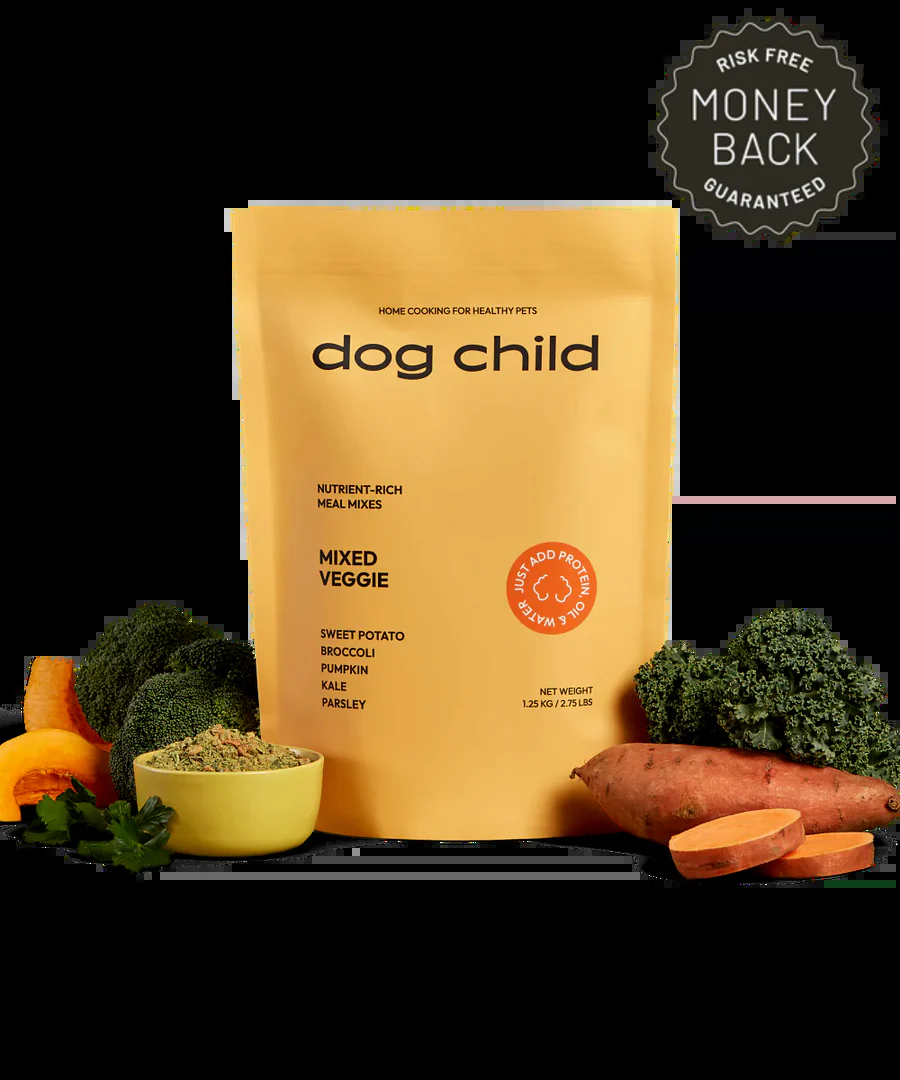 RISK FREE
MONEY
BACK
GUARANTEED
HOME COOKING FOR HEALTHY PETS
dog child
NUTRIENT-RICH
MEAL MIXES
MIXED
VEGGIE
JUST ADD PROTEIN, OIL & WATER
SWEET POTATO
BROCCOLI
PUMPKIN
KALE
PARSLEY
NET WEIGHT
1.25 KG / 2.75 LBS